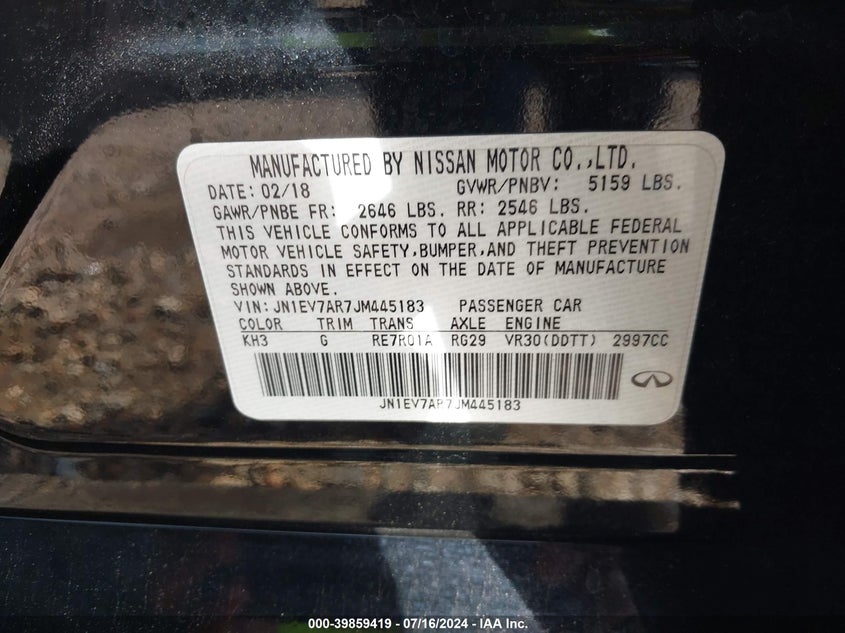 MANUFACTURED BY NISSAN MOTOR CO.,LTD.
DATE: 02/18 GVWR/PNBV: 5159 LBS.
GAWR/PNBE FR: 2646 LBS. RR: 2546 LBS.
THIS VEHICLE CONFORMS TO ALL APPLICABLE FEDERAL
MOTOR VEHICLE SAFETY,BUMPER,AND THEFT PREVENTION
STANDARDS IN EFFECT ON THE DATE OF MANUFACTURE
SHOWN ABOVE.
VIN: JN1EV7AR7JM445183 PASSENGER CAR
COLOR TRIM TRANS AXLE ENGINE
KH3 G RE7R01A RG29 VR30(DDTT) 2997CC
JN1EV7AR7JM445183
000-39859419 - 07/16/2024 - IAA Inc.